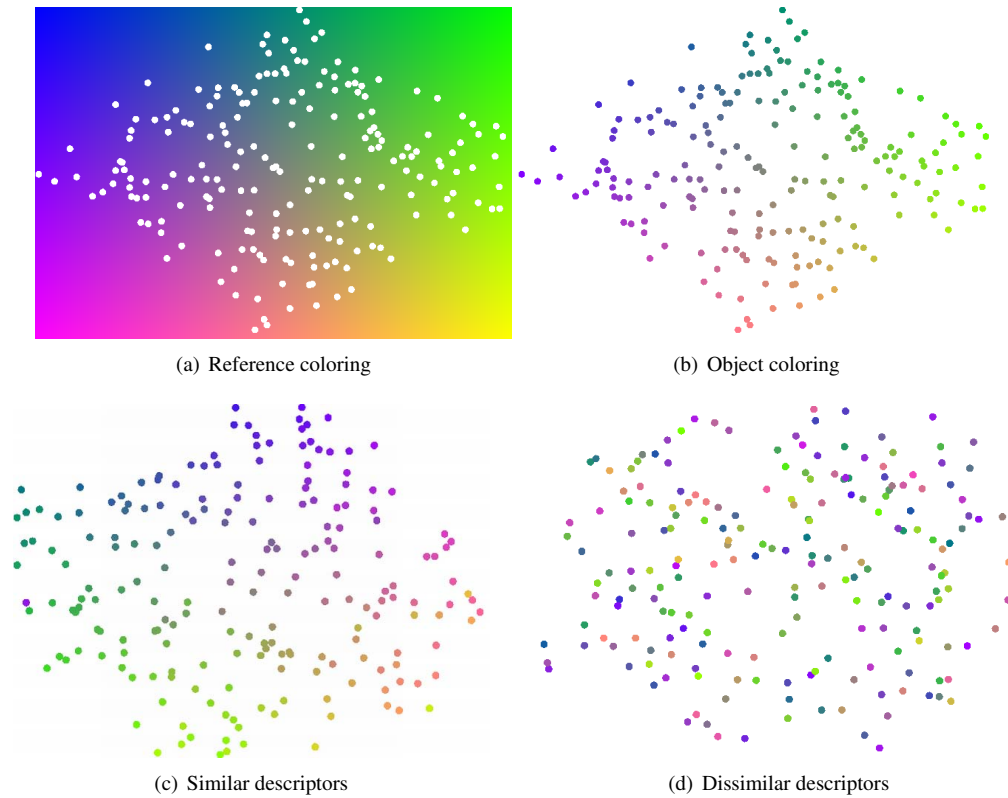 (a) Reference coloring
(b) Object coloring
(c) Similar descriptors
(d) Dissimilar descriptors